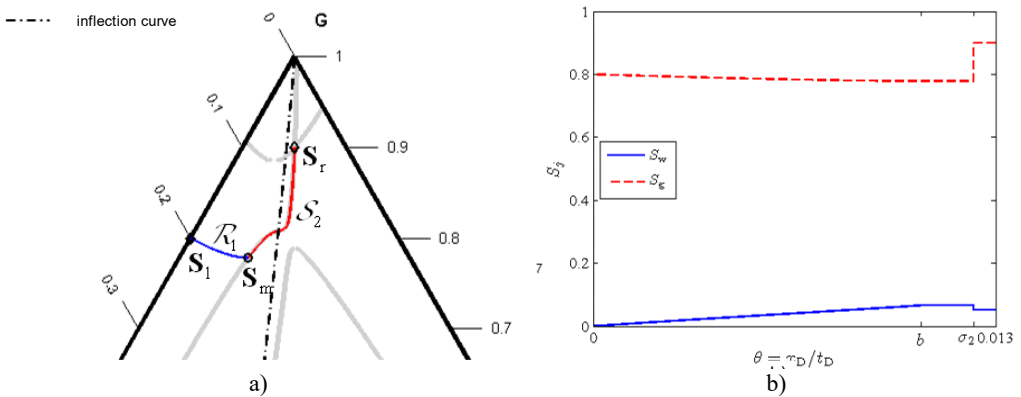 inflection curve
0
G
1
0.1
0.9
S_r
0.2
S_2
R_1
0.8
S_1
S_m
0.3
0.7
a)
1
0.8
0.6
S_j
S_w
S_g
0.4
7
0.2
0
0 b σ_2 0.013
b)